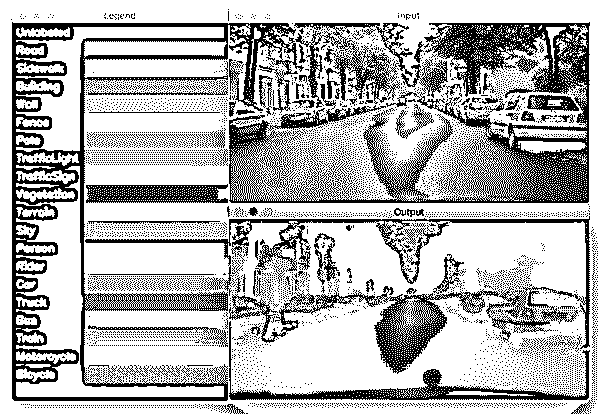 Legend
Input
Unlabeled
Road
Sidewalk
Building
Wall
Fence
Pole
TrafficLight
TrafficSign
Vegetation
Terrain
Sky
Person
Rider
Car
Truck
Bus
Train
Motorcycle
Bicycle
Output